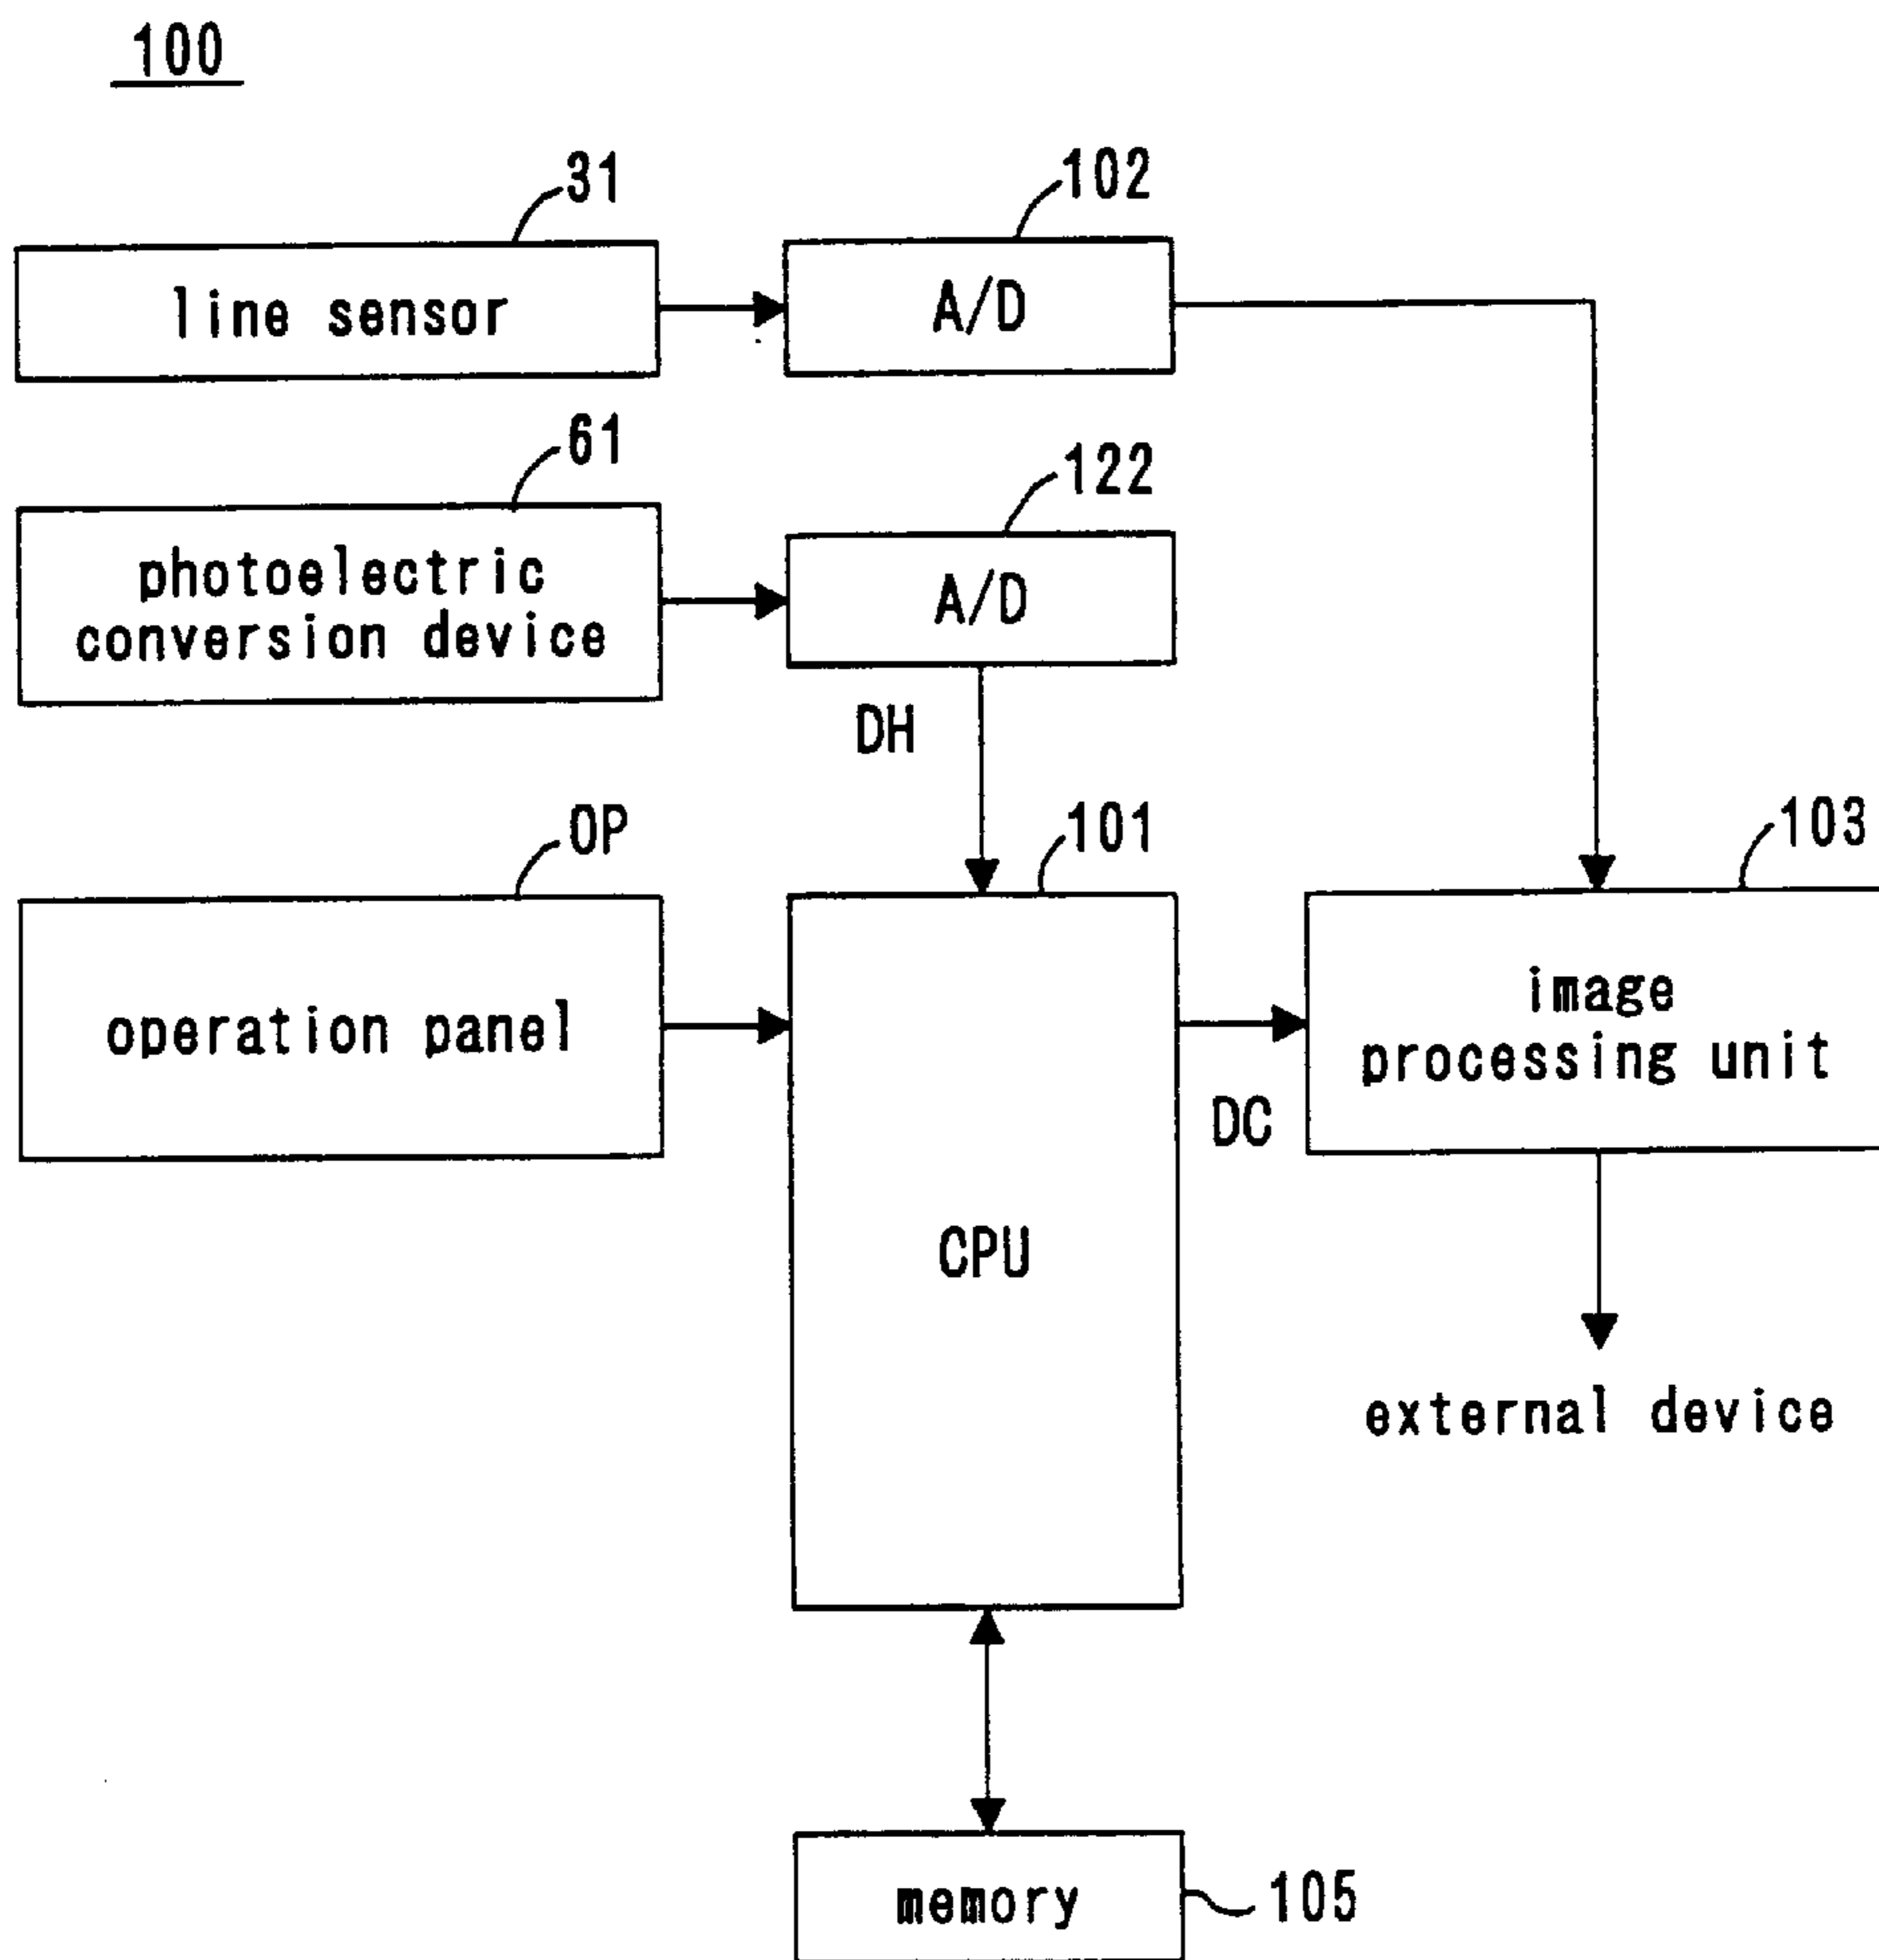 100
31
line sensor
102
A/D
61
photoelectric
conversion device
122
A/D
DH
OP
operation panel
101
CPU
DC
103
image
processing unit
external device
memory
105